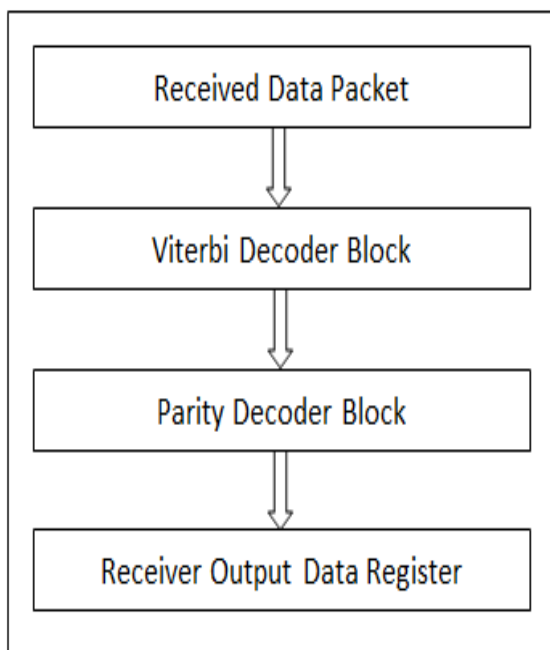 Received Data Packet
Viterbi Decoder Block
Parity Decoder Block
Receiver Output Data Register